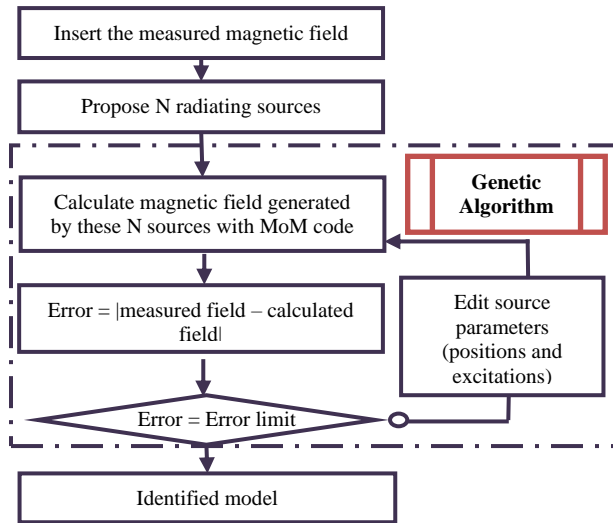 Insert the measured magnetic field
Propose N radiating sources
Genetic
Algorithm
Calculate magnetic field generated
by these N sources with MoM code
Error = |measured field – calculated
field|
Edit source
parameters
(positions and
excitations)
Error = Error limit
Identified model